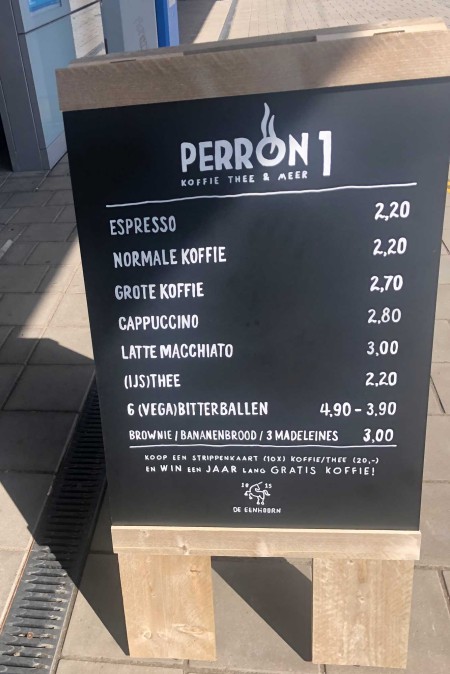 PERRON 1
KOFFIE THEE & MEER
ESPRESSO 2,20
NORMALE KOFFIE 2,20
GROTE KOFFIE 2,70
CAPPUCCINO 2,80
LATTE MACCHIATO 3,00
(IJS)THEE 2,20
6 (VEGA)BITTERBALLEN 4,90 - 3,90
BROWNIE / BANANENBROOD / 3 MADELEINES 3,00
KOOP EEN STRIPPENKAART (10X) KOFFIE/THEE (20,-)
EN WIN EEN JAAR LANG GRATIS KOFFIE!
18 15
DE EENHOORN